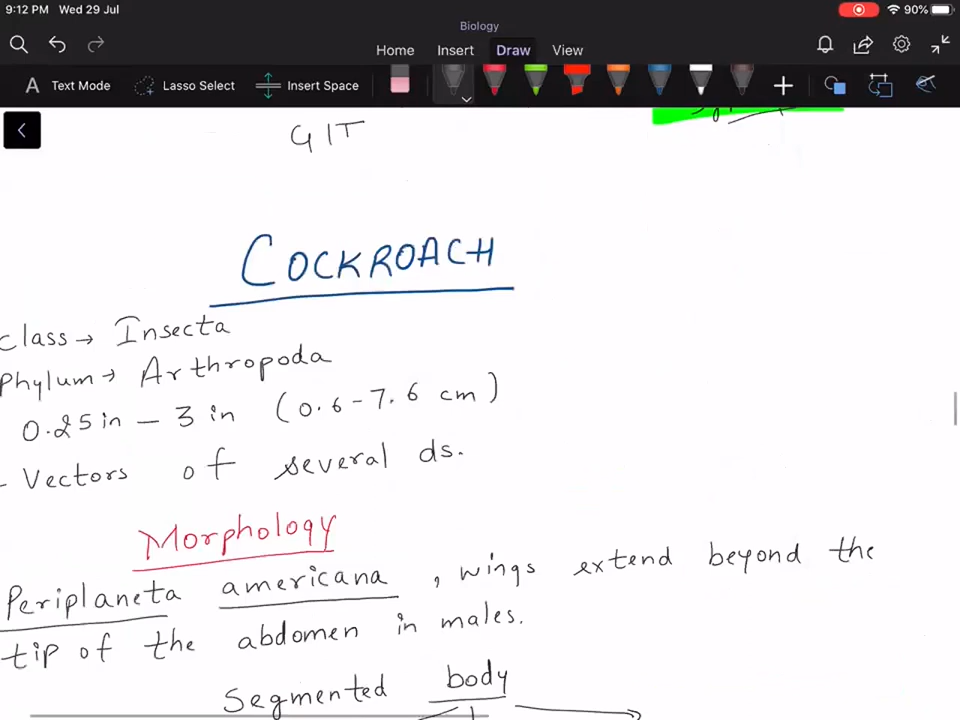 9:12 PM Wed 29 Jul
90%
Biology
Home Insert Draw View
Text Mode Lasso Select Insert Space
GIT
COCKROACH
Class → Insecta
Phylum → Arthropoda
0.25 in - 3 in (0.6-7.6 cm)
- Vectors of several ds.
Morphology
Periplaneta americana, wings extend beyond the
tip of the abdomen in males.
Segmented body